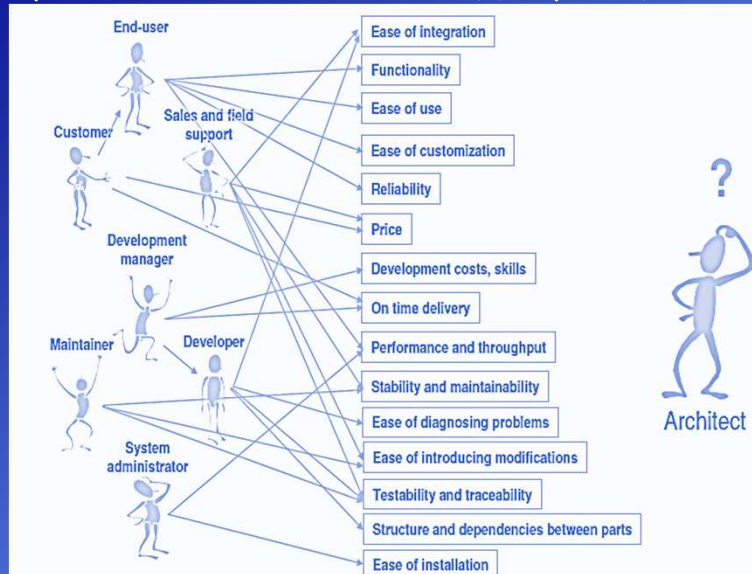 End-user
Sales and field
support
Customer
Development
manager
Maintainer
Developer
System
administrator
Ease of integration
Functionality
Ease of use
Ease of customization
Reliability
Price
Development costs, skills
On time delivery
Performance and throughput
Stability and maintainability
Ease of diagnosing problems
Ease of introducing modifications
Testability and traceability
Structure and dependencies between parts
Ease of installation
?
Architect